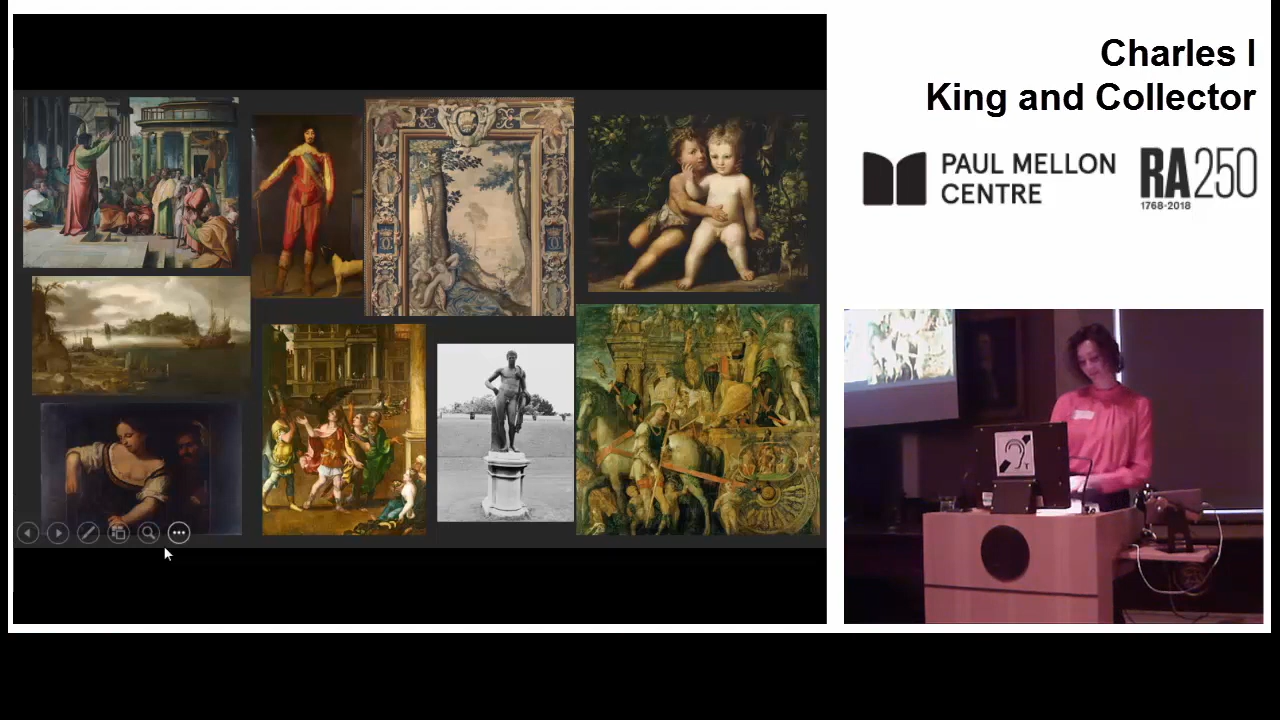 Charles I
King and Collector
PAUL MELLON
CENTRE
RA250
1768-2018